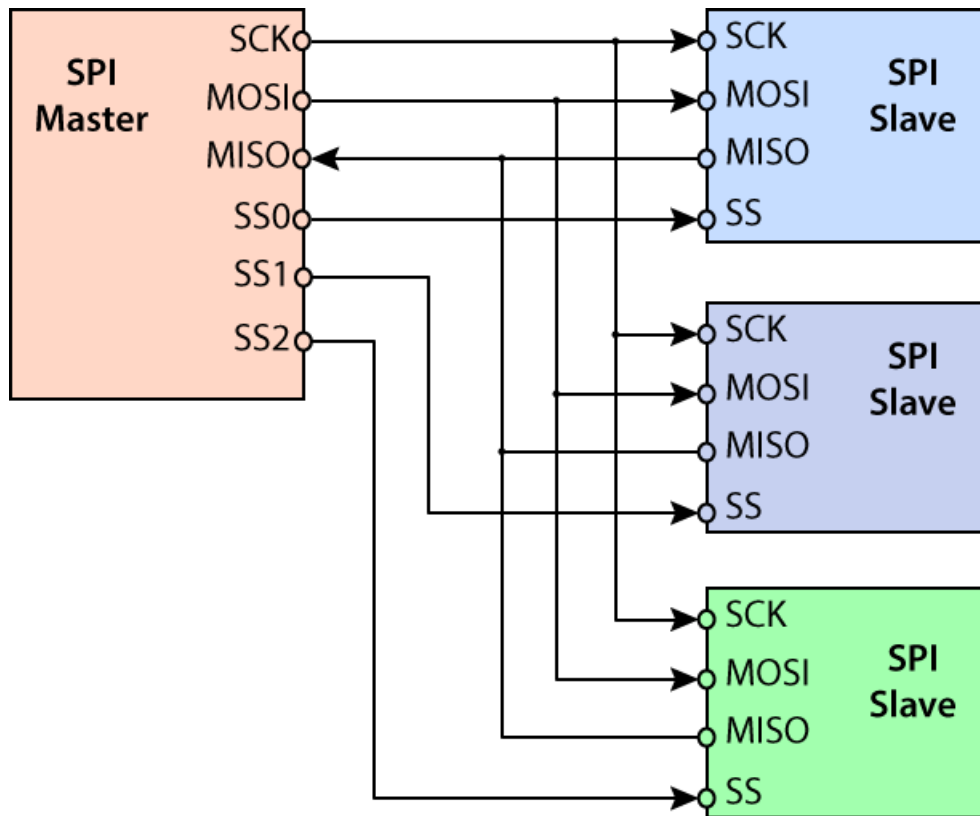 SPI
Master
SCK
MOSI
MISO
SS0
SS1
SS2
SCK
MOSI
MISO
SS
SPI
Slave
SCK
MOSI
MISO
SS
SPI
Slave
SCK
MOSI
MISO
SS
SPI
Slave